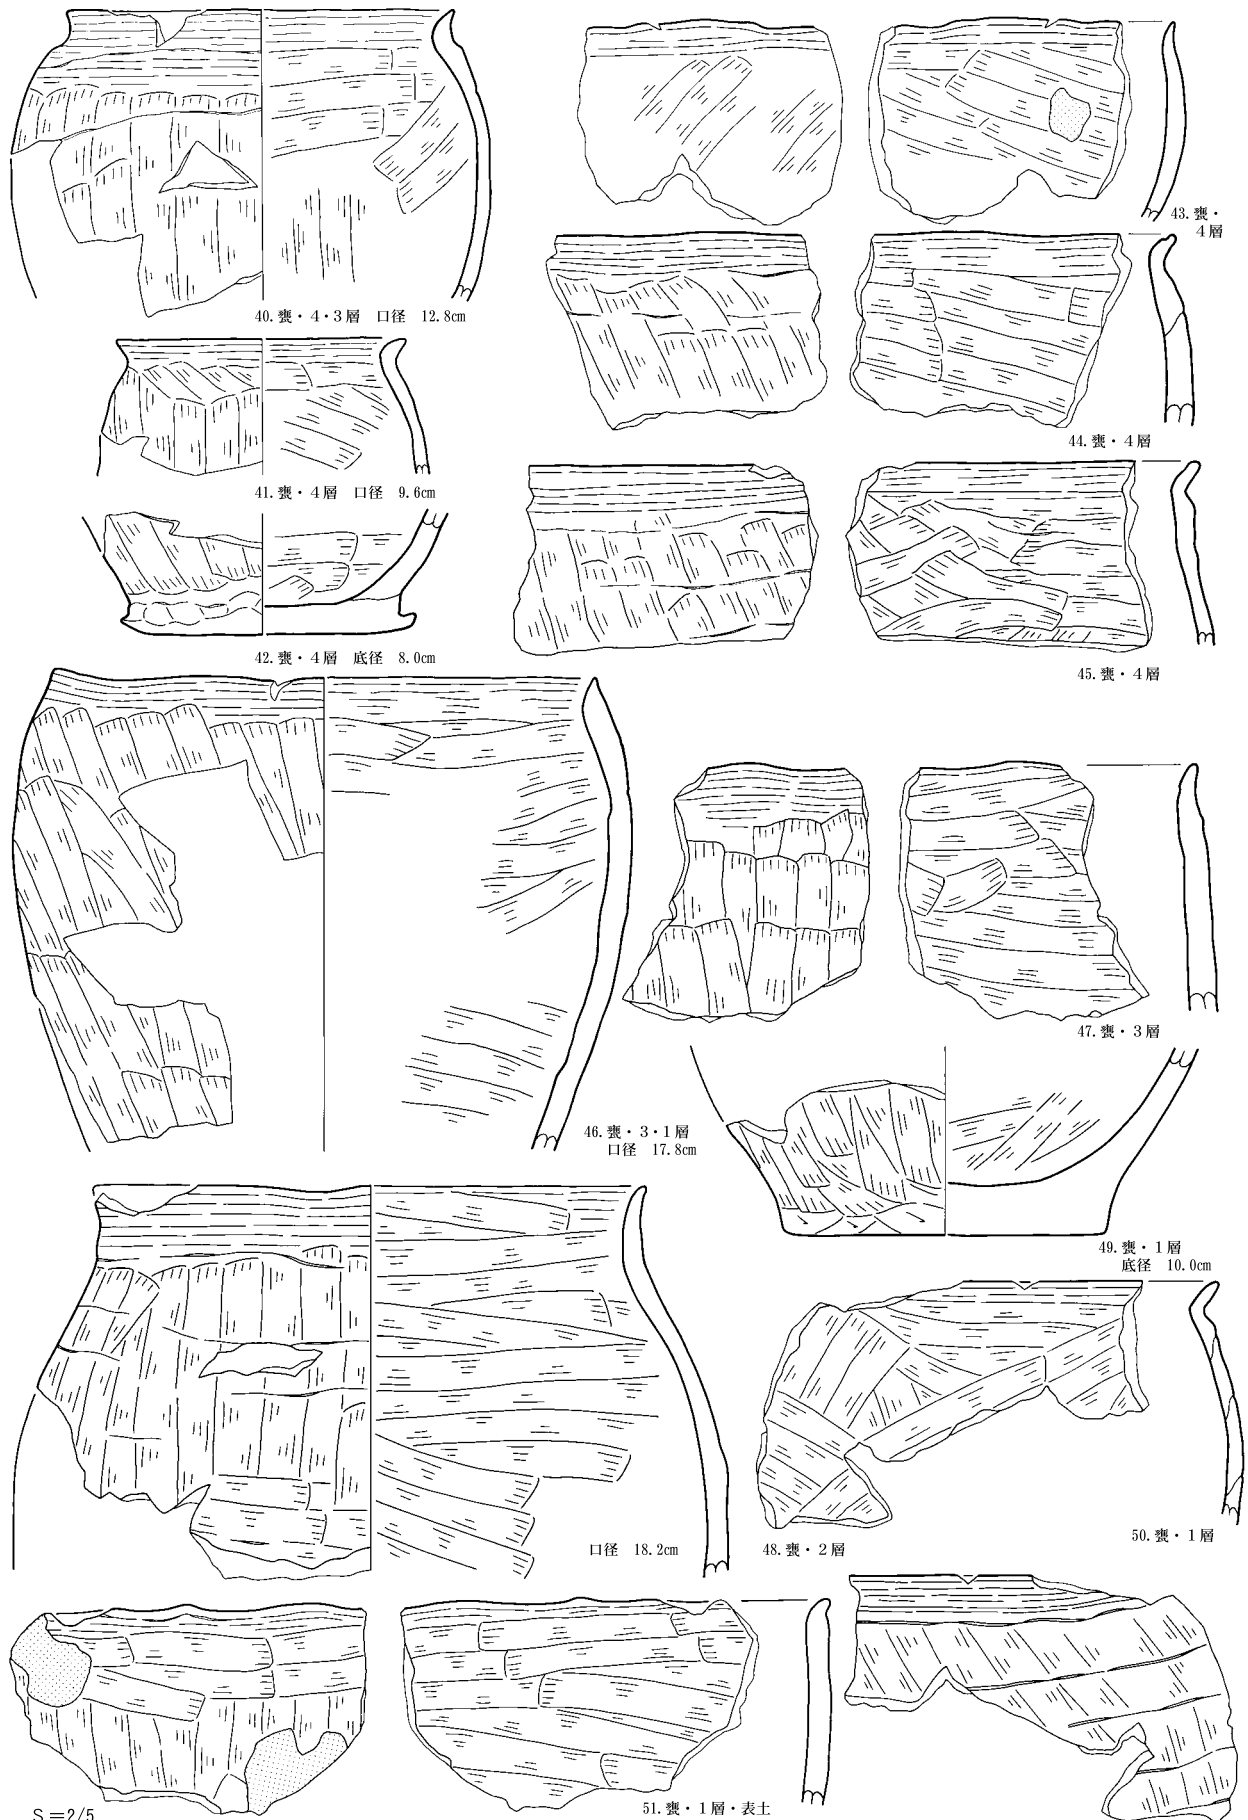 40.甕・4・3層　口径　12.8cm
41.甕・4層　口径　9.6cm
42.甕・4層　底径　8.0cm
43.甕・
4層
44.甕・4層
45.甕・4層
46.甕・3・1層
口径　17.8cm
47.甕・3層
49.甕・1層
底径　10.0cm
口径　18.2cm
48.甕・2層
50.甕・1層
51.甕・1層・表土
S=2/5